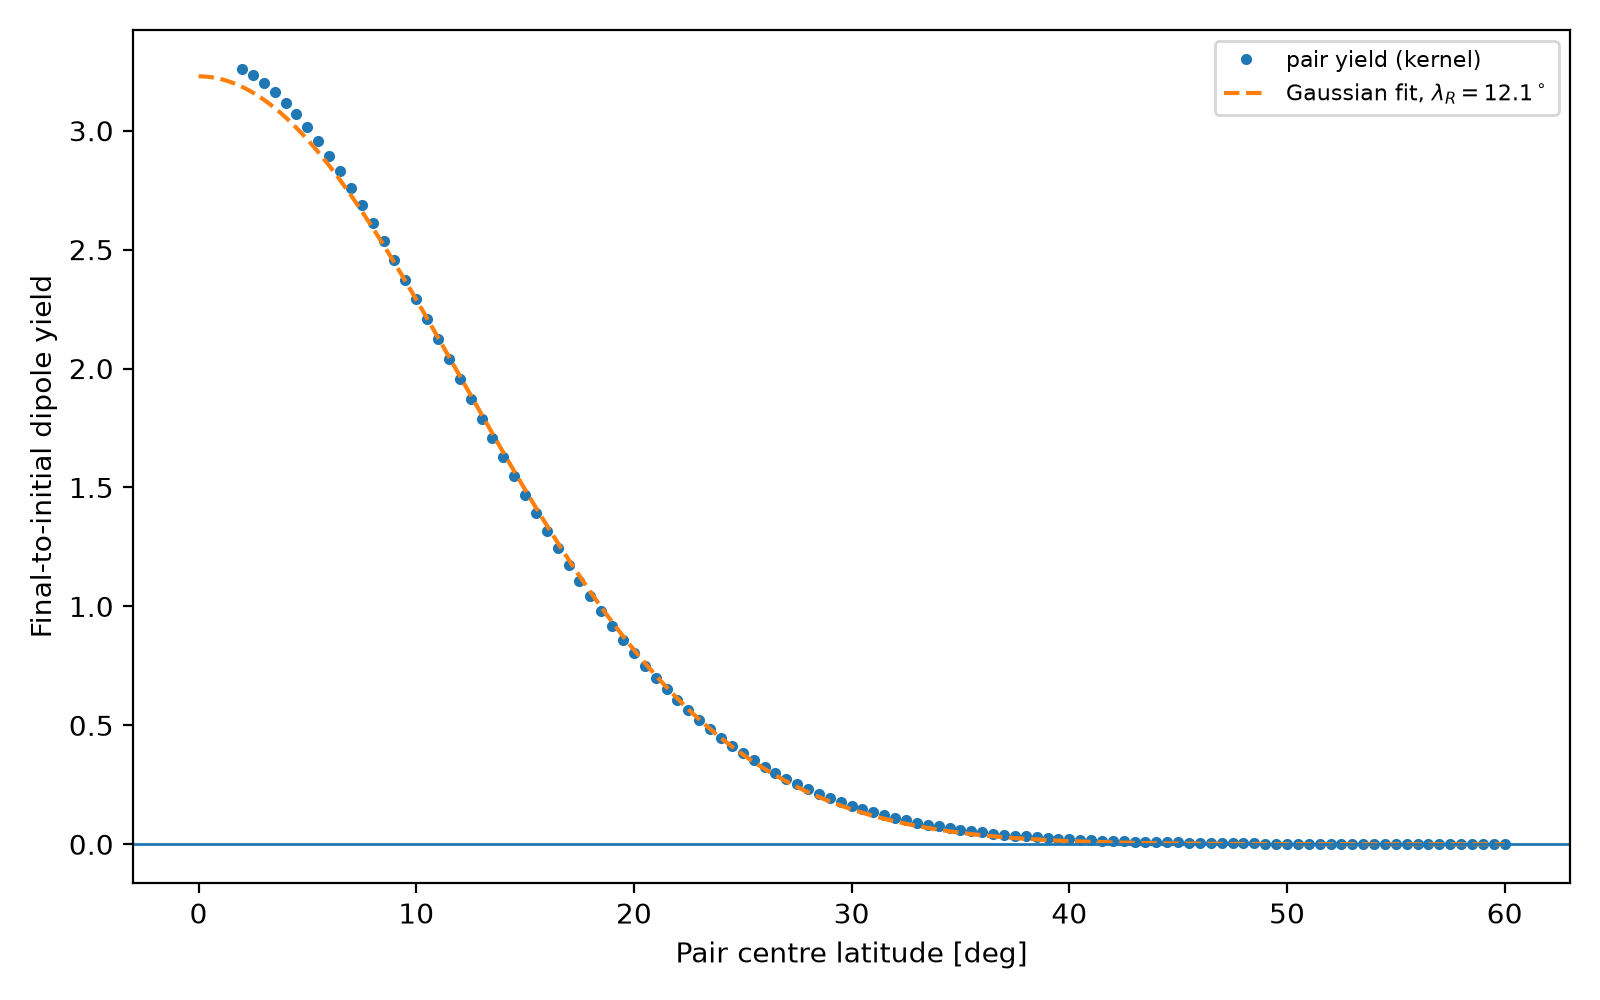 pair yield (kernel)
Gaussian fit, λ_R = 12.1°
3.0
2.5
2.0
1.5
1.0
0.5
0.0
Final-to-initial dipole yield
0 10 20 30 40 50 60
Pair centre latitude [deg]